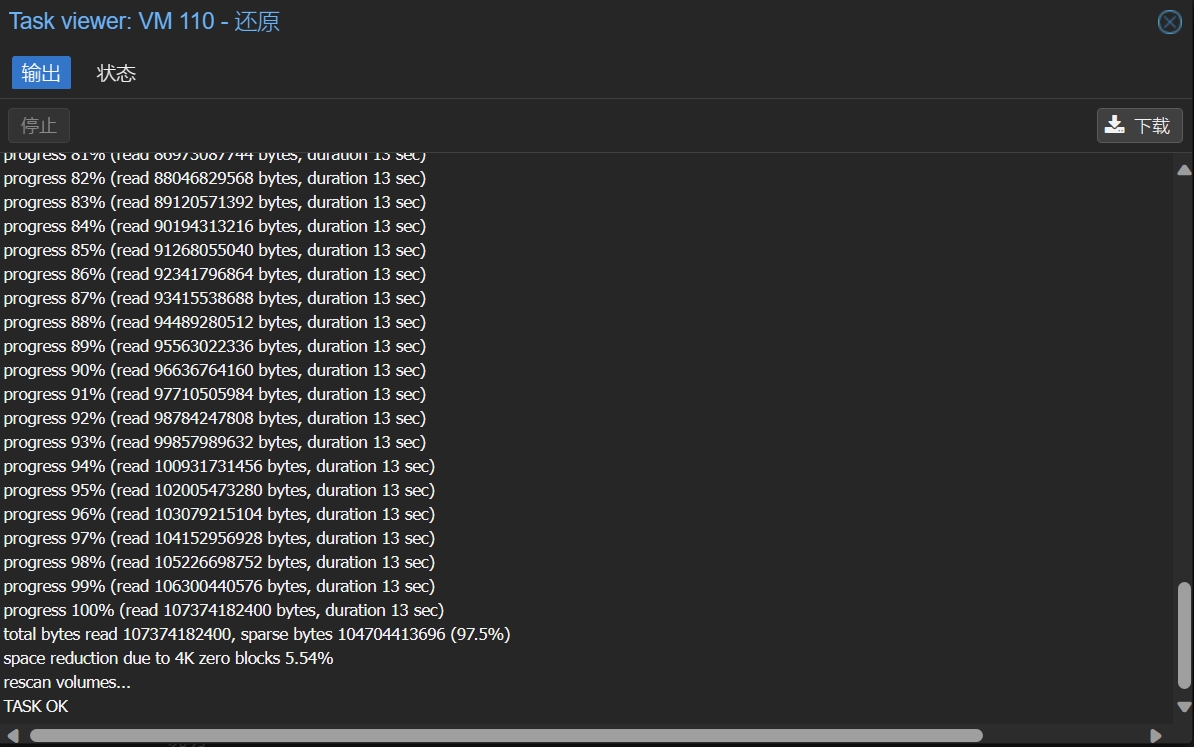 Task viewer: VM 110 - 还原
输出 状态
停止 下载
progress 81% (read 86973087744 bytes, duration 13 sec)
progress 82% (read 88046829568 bytes, duration 13 sec)
progress 83% (read 89120571392 bytes, duration 13 sec)
progress 84% (read 90194313216 bytes, duration 13 sec)
progress 85% (read 91268055040 bytes, duration 13 sec)
progress 86% (read 92341796864 bytes, duration 13 sec)
progress 87% (read 93415538688 bytes, duration 13 sec)
progress 88% (read 94489280512 bytes, duration 13 sec)
progress 89% (read 95563022336 bytes, duration 13 sec)
progress 90% (read 96636764160 bytes, duration 13 sec)
progress 91% (read 97710505984 bytes, duration 13 sec)
progress 92% (read 98784247808 bytes, duration 13 sec)
progress 93% (read 99857989632 bytes, duration 13 sec)
progress 94% (read 100931731456 bytes, duration 13 sec)
progress 95% (read 102005473280 bytes, duration 13 sec)
progress 96% (read 103079215104 bytes, duration 13 sec)
progress 97% (read 104152956928 bytes, duration 13 sec)
progress 98% (read 105226698752 bytes, duration 13 sec)
progress 99% (read 106300440576 bytes, duration 13 sec)
progress 100% (read 107374182400 bytes, duration 13 sec)
total bytes read 107374182400, sparse bytes 104704413696 (97.5%)
space reduction due to 4K zero blocks 5.54%
rescan volumes...
TASK OK